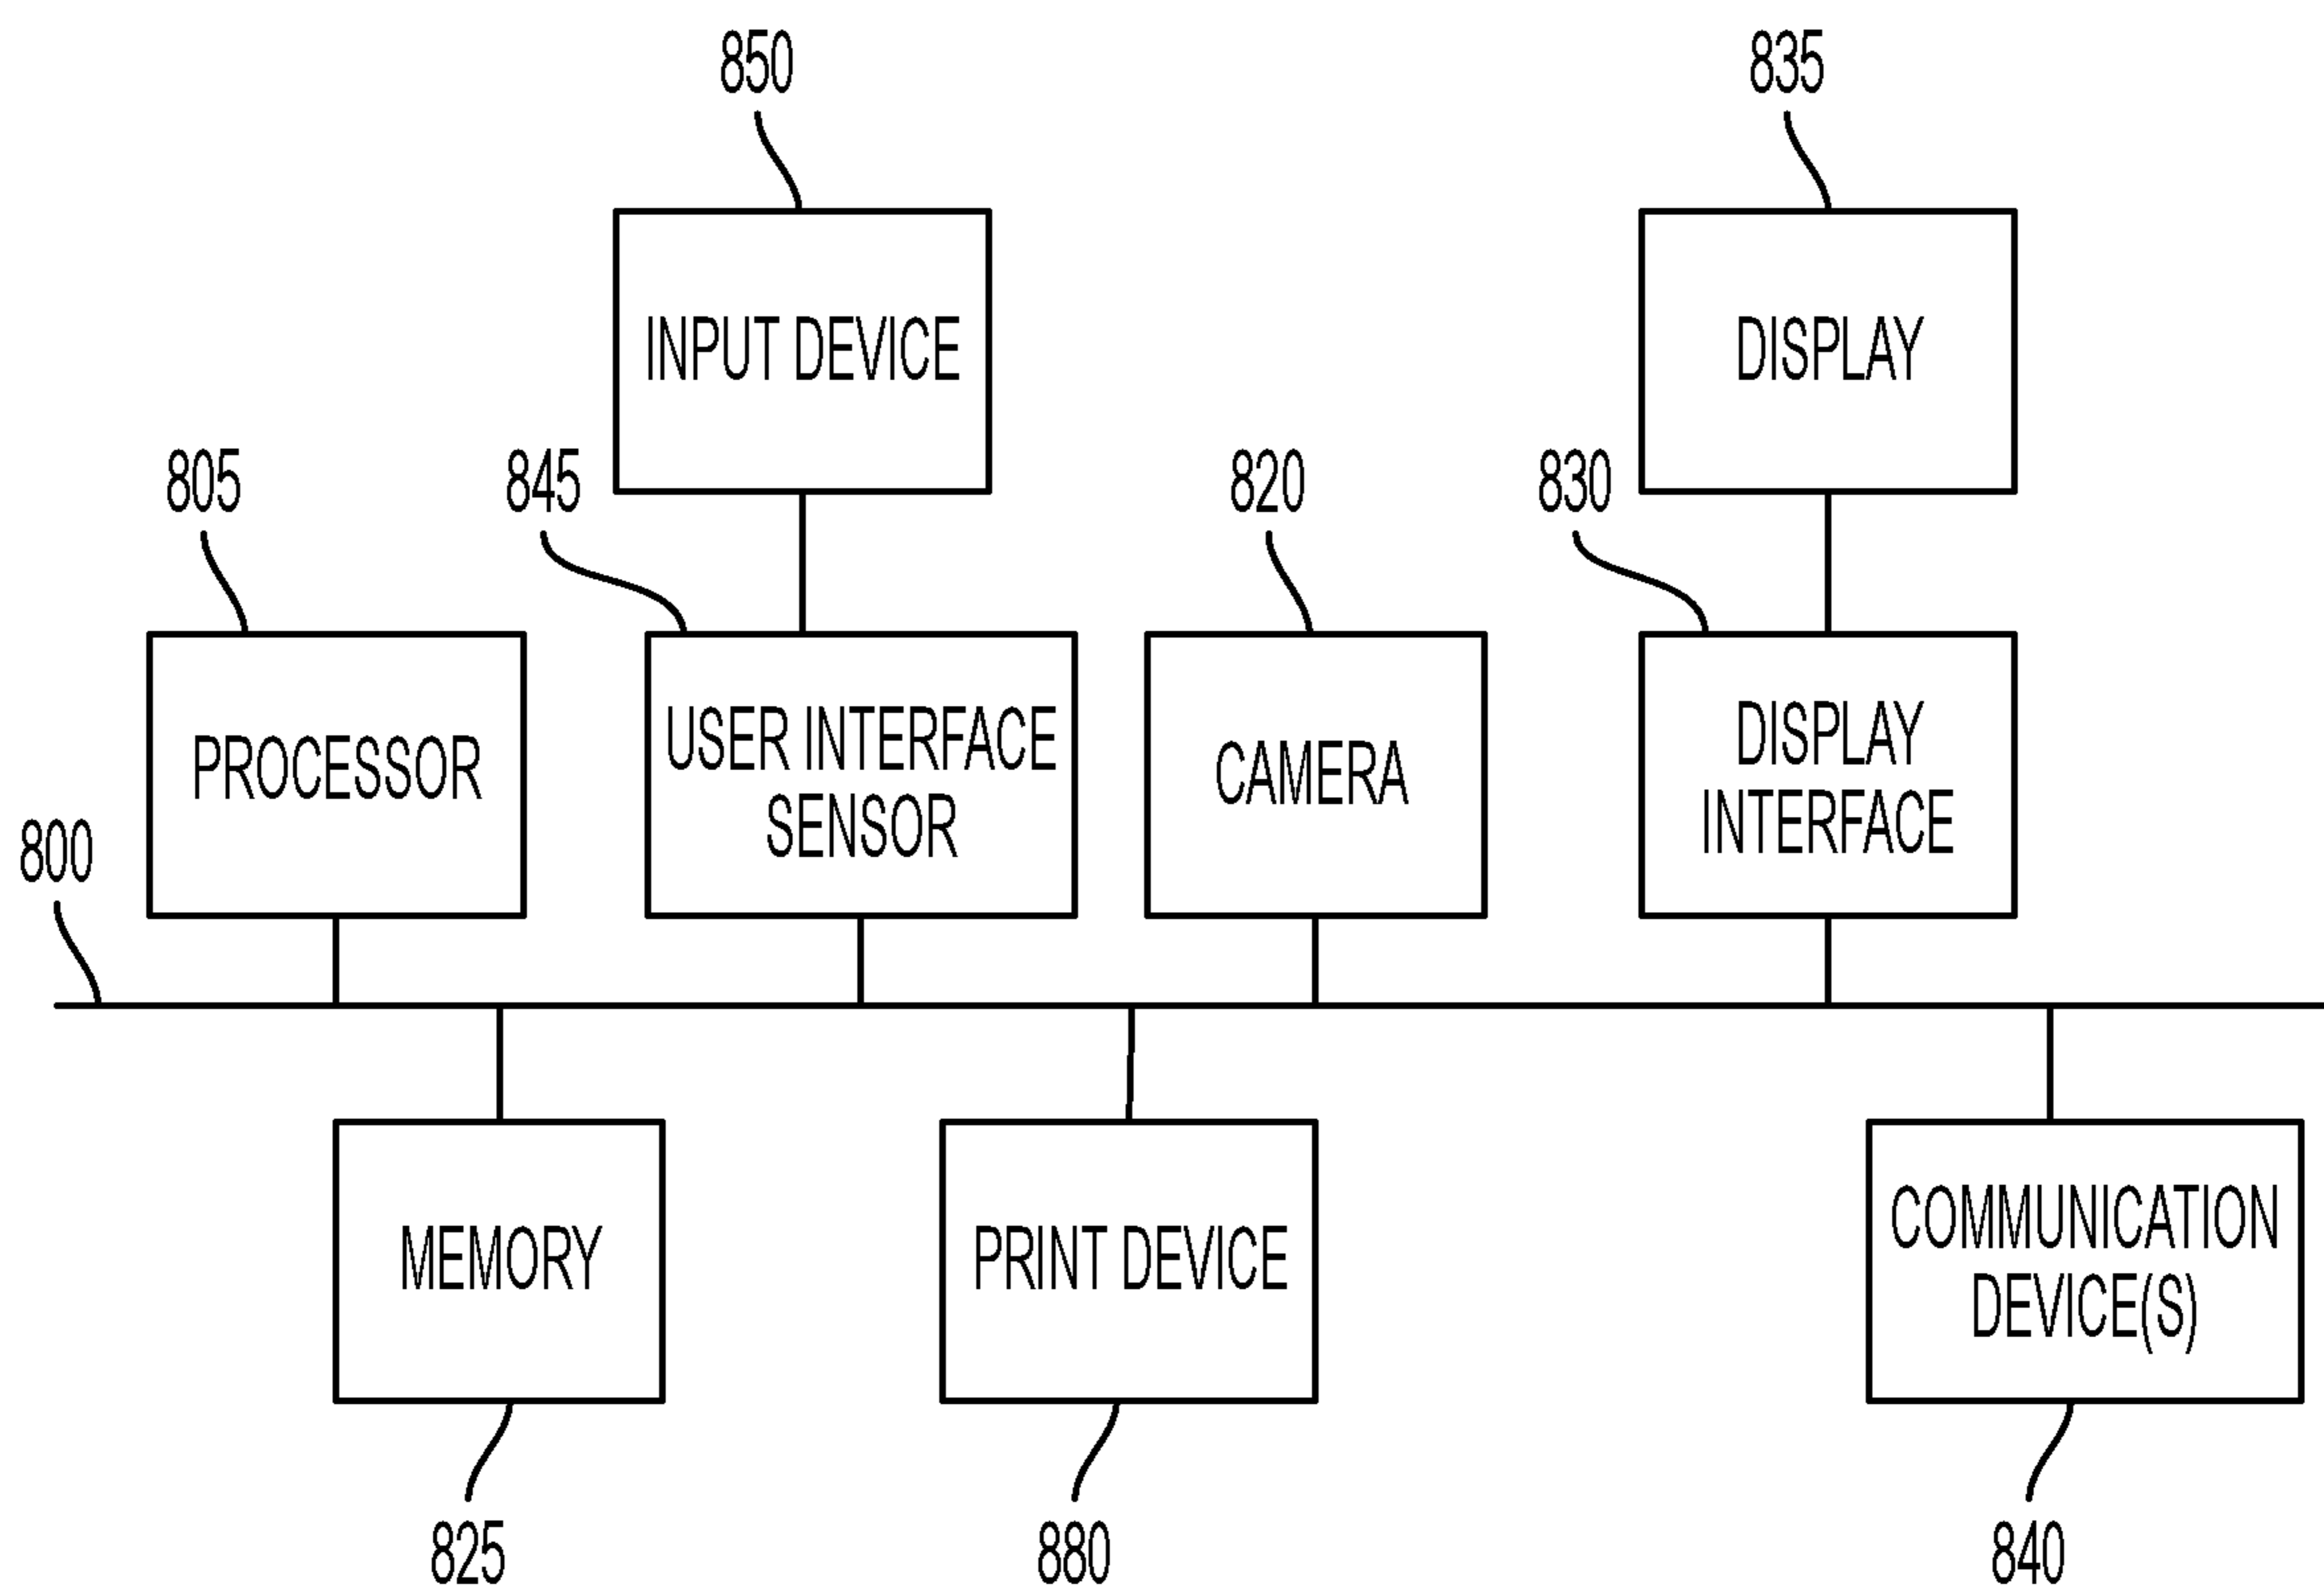 850
835
INPUT DEVICE
DISPLAY
805
845
820
830
PROCESSOR
USER INTERFACE
SENSOR
CAMERA
DISPLAY
INTERFACE
800
MEMORY
PRINT DEVICE
COMMUNICATION
DEVICE(S)
825
880
840